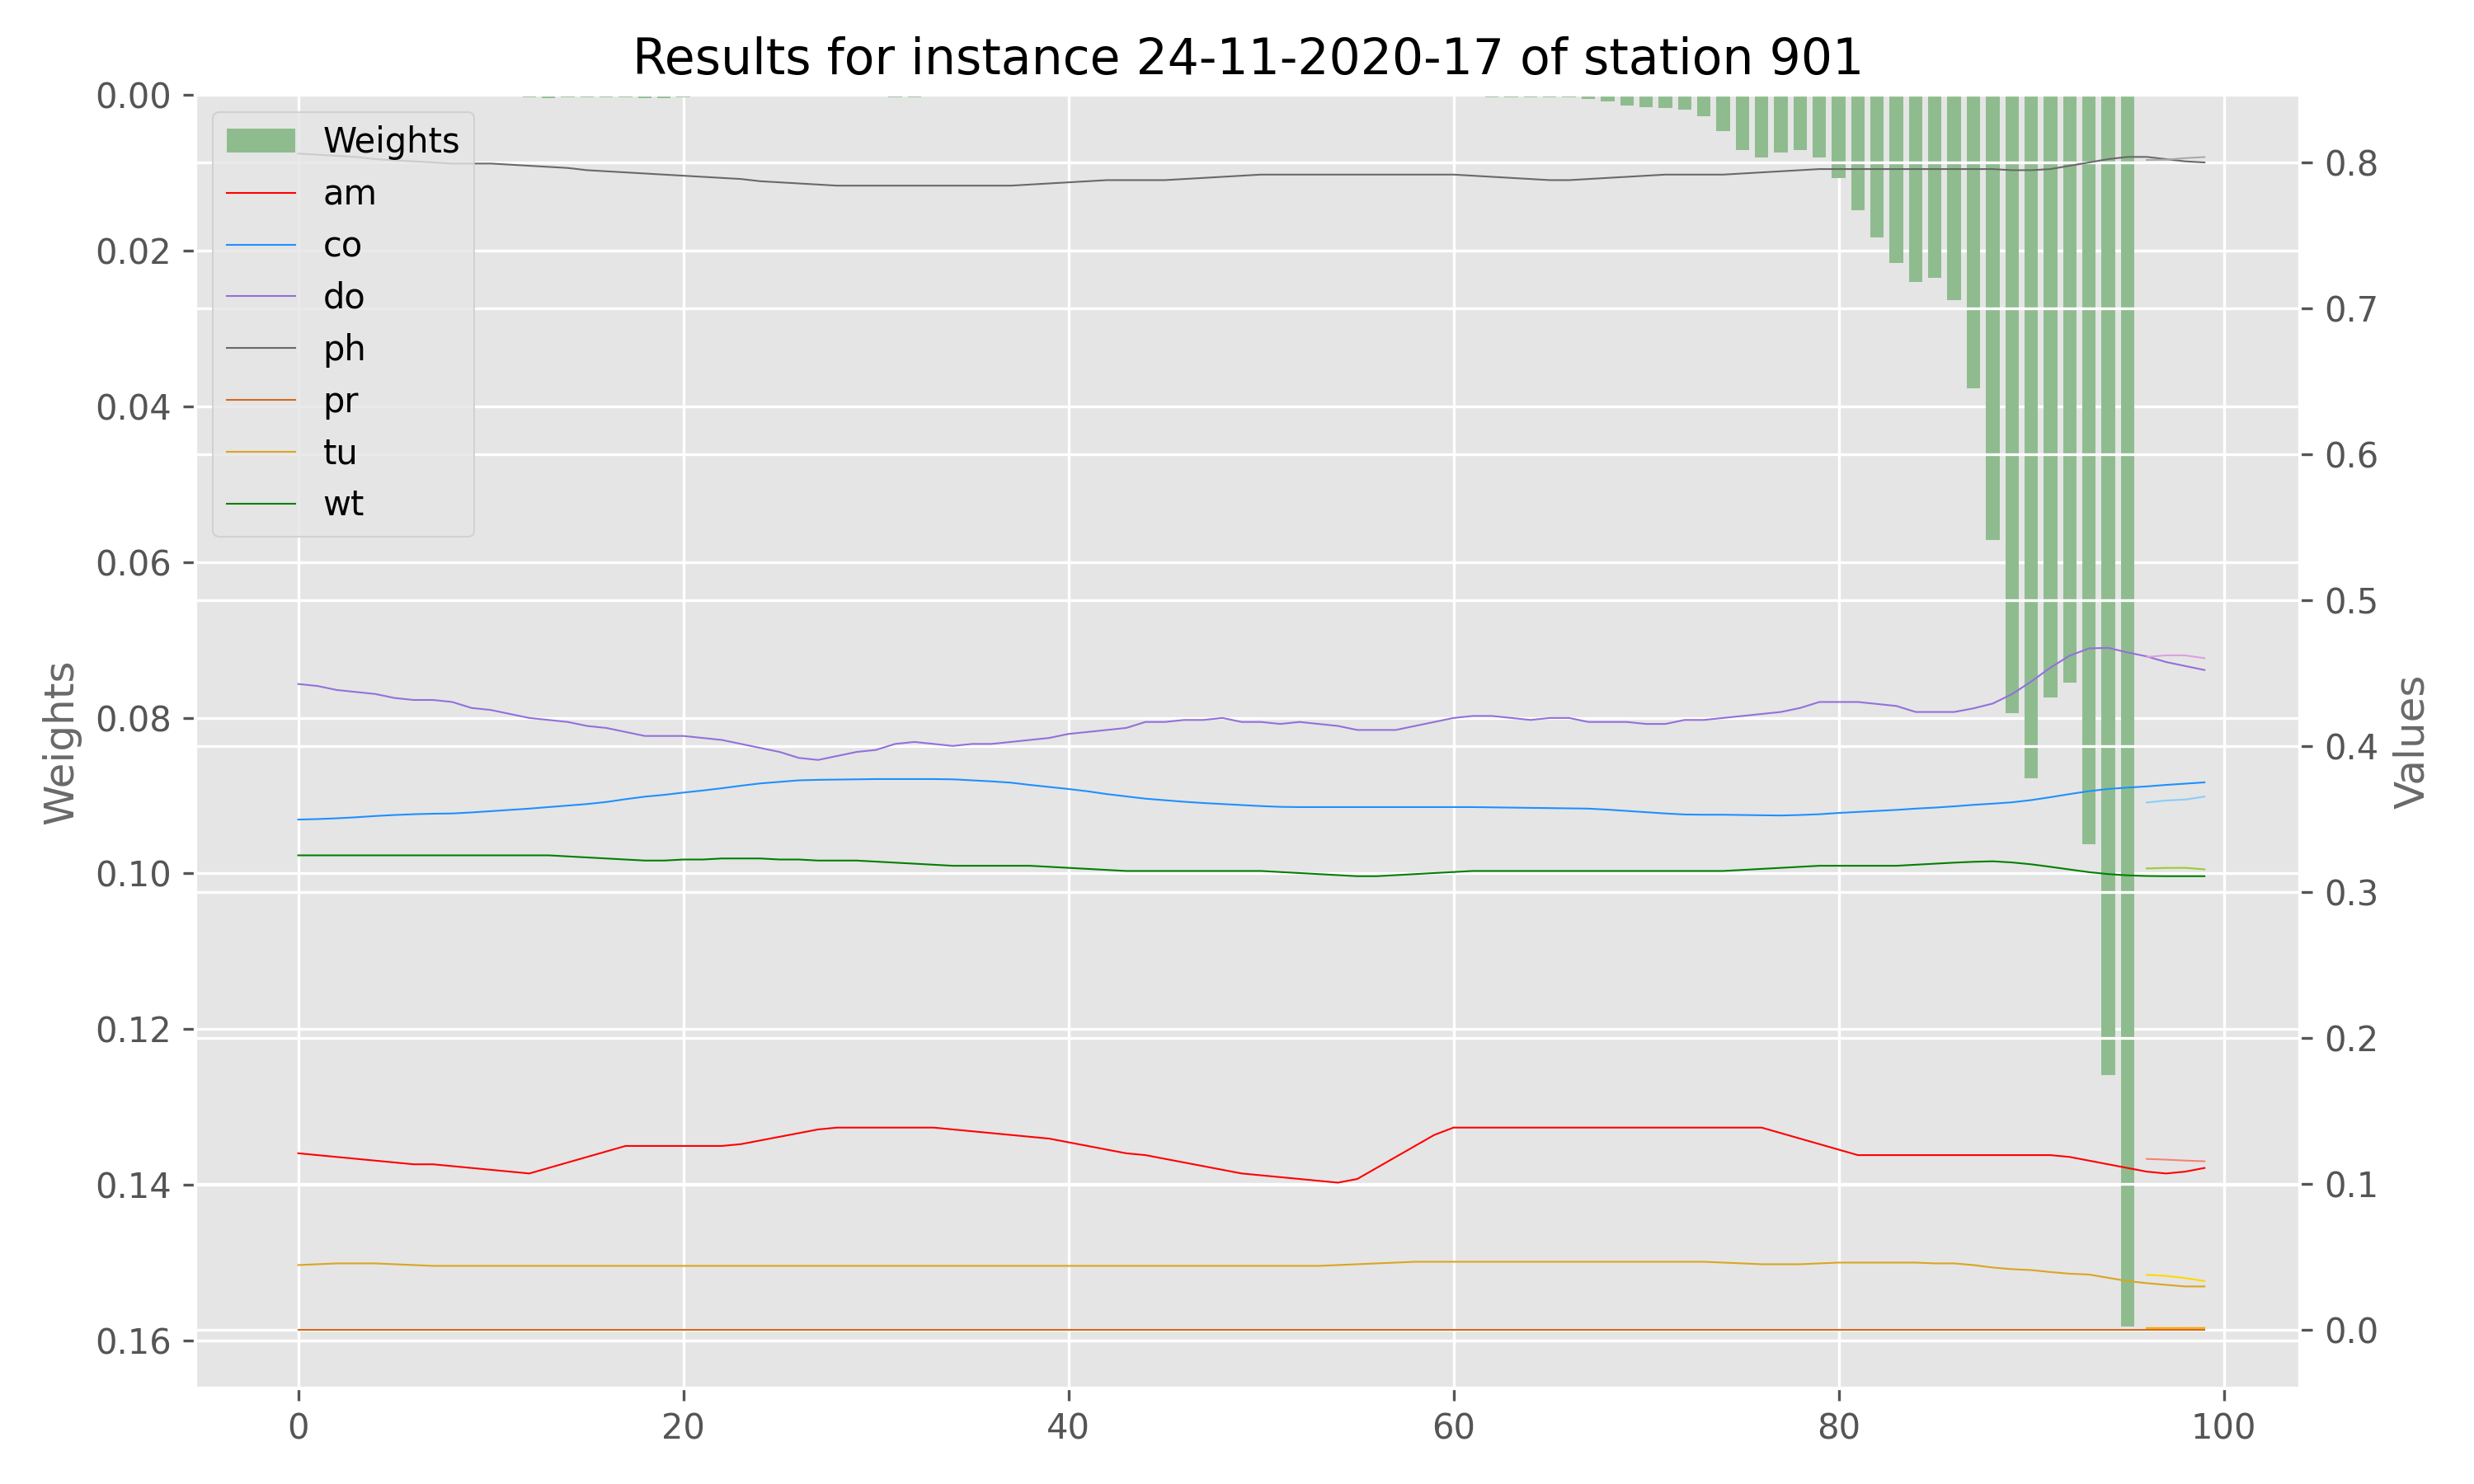 Results for instance 24-11-2020-17 of station 901
0.00
0.02
0.04
0.06
0.08
0.10
0.12
0.14
0.16
Weights
Weights
am
co
do
ph
pr
tu
wt
0.8
0.7
0.6
0.5
0.4
0.3
0.2
0.1
0.0
Values
0 20 40 60 80 100